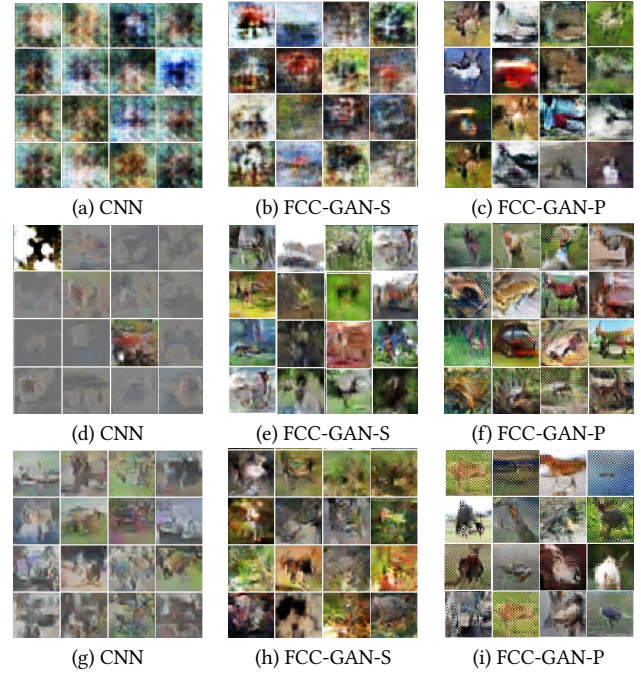 (a) CNN
(b) FCC-GAN-S
(c) FCC-GAN-P
(d) CNN
(e) FCC-GAN-S
(f) FCC-GAN-P
(g) CNN
(h) FCC-GAN-S
(i) FCC-GAN-P